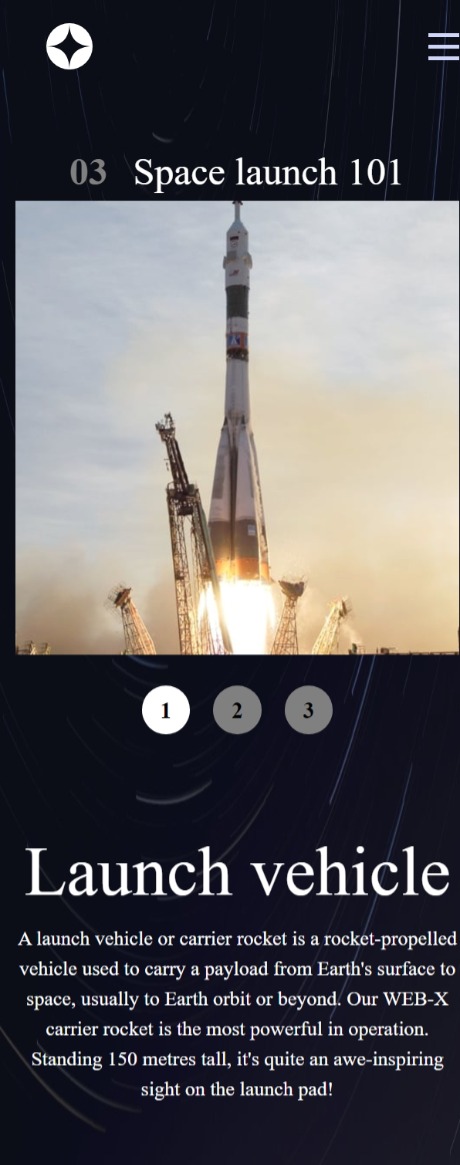 03 Space launch 101
1 2 3
Launch vehicle
A launch vehicle or carrier rocket is a rocket-propelled
vehicle used to carry a payload from Earth's surface to
space, usually to Earth orbit or beyond. Our WEB-X
carrier rocket is the most powerful in operation.
Standing 150 metres tall, it's quite an awe-inspiring
sight on the launch pad!